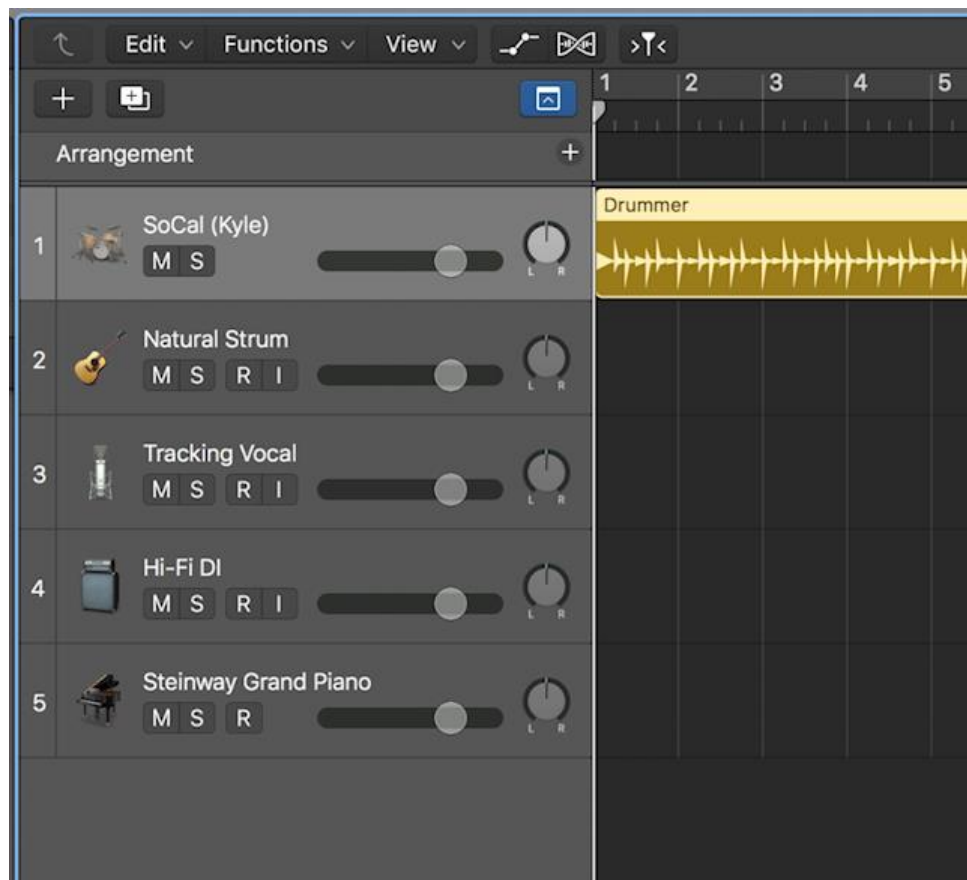 Edit Functions View
1 2 3 4 5
Arrangement
Drummer
1 SoCal (Kyle)
M S
L R
2 Natural Strum
M S R I
L R
3 Tracking Vocal
M S R I
L R
4 Hi-Fi DI
M S R I
L R
5 Steinway Grand Piano
M S R
L R